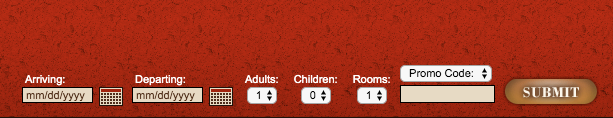 Arriving: Departing: Adults: Children: Rooms: Promo Code:
mm/dd/yyyy mm/dd/yyyy 1 0 1 SUBMIT